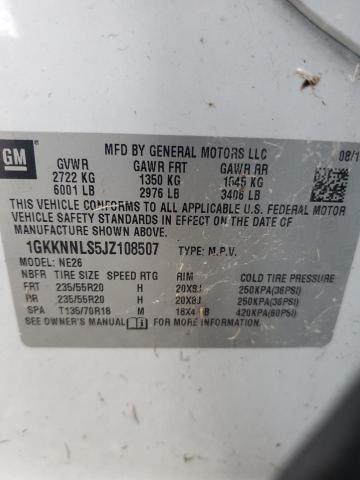 GM
MFD BY GENERAL MOTORS LLC 08/1
GVWR GAWR FRT GAWR RR
2722 KG 1350 KG 1545 KG
6001 LB 2976 LB 3406 LB
THIS VEHICLE CONFORMS TO ALL APPLICABLE U.S. FEDERAL MOTOR
VEHICLE SAFETY STANDARDS IN EFFECT ON THE DATE OF
MANUFACTURE SHOWN ABOVE.
1GKKNNLS5JZ108507 TYPE: M.P.V.
MODEL: NE26
NBFR TIRE SIZE SPEED RTG RIM COLD TIRE PRESSURE
FRT 235/55R20 H 20X8J 250KPA(36PSI)
RR 235/55R20 H 20X8J 250KPA(36PSI)
SPA T135/70R18 M 18X4 B 420KPA(60PSI)
SEE OWNER'S MANUAL FOR MORE INFORMATION